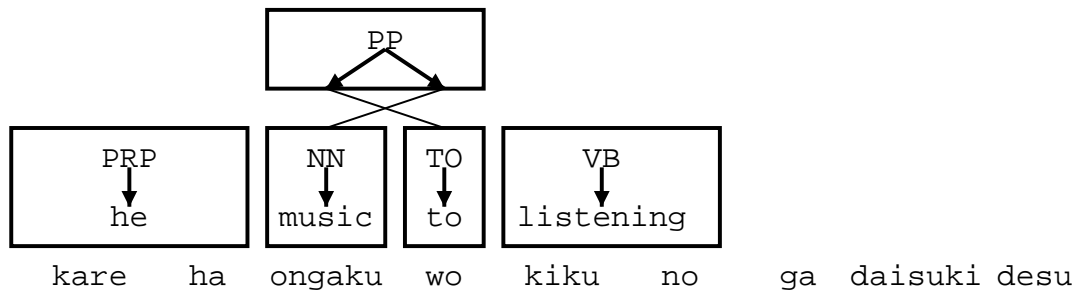 PP
PRP NN TO VB
he music to listening
kare ha ongaku wo kiku no ga daisuki desu